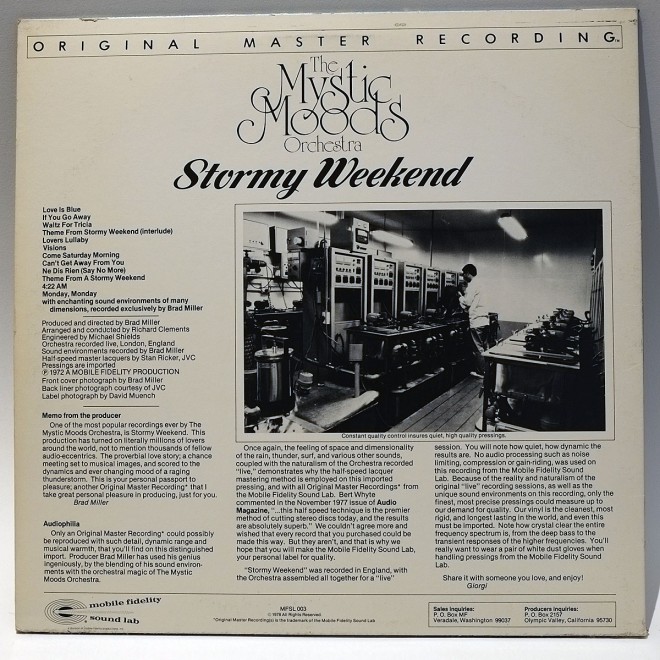 ORIGINAL MASTER RECORDING™
The
Mystic
Moods
Orchestra
Stormy Weekend
Love Is Blue
If You Go Away
Waltz For Tricia
Theme From Stormy Weekend (interlude)
Lovers Lullaby
Visions
Come Saturday Morning
Can't Get Away From You
Ne Dis Rien (Say No More)
Theme From A Stormy Weekend
4:22 AM
Monday, Monday
with enchanting sound environments of many
dimensions, recorded exclusively by Brad Miller
Produced and directed by Brad Miller
Arranged and conducted by Richard Clements
Engineered by Michael Shields
Orchestra recorded live, London, England
Sound environments recorded by Brad Miller
Half-speed master lacquers by Stan Ricker, JVC
Pressings are imported
Ⓟ 1972 A MOBILE FIDELITY PRODUCTION
Front cover photograph by Brad Miller
Back liner photograph courtesy of JVC
Label photograph by David Muench
Memo from the producer
One of the most popular recordings ever by The
Mystic Moods Orchestra, is Stormy Weekend. This
production has turned on literally millions of lovers
around the world, not to mention thousands of fellow
audio-eccentrics. The proverbial love story; a chance
meeting set to musical images, and scored to the
dynamics and ever changing mood of a raging
thunderstorm. This is your personal passport to
pleasure; another Original Master Recording* that I
take great personal pleasure in producing, just for you.
Brad Miller
Audiophilia
Only an Original Master Recording* could possibly
be reproduced with such detail, dynamic range and
musical warmth, that you'll find on this distinguished
import. Producer Brad Miller has used his genius
ingeniously, by the blending of his sound environ-
ments with the orchestral magic of The Mystic
Moods Orchestra.
Constant quality control insures quiet, high quality pressings.
Once again, the feeling of space and dimensionality
of the rain, thunder, surf, and various other sounds,
coupled with the naturalism of the Orchestra recorded
"live," demonstrates why the half-speed lacquer
mastering method is employed on this imported
pressing, and with all Original Master Recordings* from
the Mobile Fidelity Sound Lab. Bert Whyte
commented in the November 1977 issue of Audio
Magazine, "...this half speed technique is the premier
method of cutting stereo discs today, and the results
are absolutely superb." We couldn't agree more and
wished that every record that you purchased could be
made this way. But they aren't, and that is why we
hope that you will make the Mobile Fidelity Sound Lab,
your personal label for quality.
"Stormy Weekend" was recorded in England, with
the Orchestra assembled all together for a "live"
session. You will note how quiet, how dynamic the
results are. No audio processing such as noise
limiting, compression or gain-riding, was used on
this recording from the Mobile Fidelity Sound
Lab. Because of the reality and naturalism of the
original "live" recording sessions, as well as the
unique sound environments on this recording, only the
finest, most precise pressings could measure up to
our demand for quality. Our vinyl is the cleanest, most
rigid, and longest lasting in the world, and even this
must be imported. Note how crystal clear the entire
frequency spectrum is, from the deep bass to the
transient responses of the higher frequencies. You'll
really want to wear a pair of white dust gloves when
handling pressings from the Mobile Fidelity Sound
Lab.
Share it with someone you love, and enjoy!
Giorgi
mobile fidelity
sound lab
MFSL 003
© 1978 All Rights Reserved
*Original Master Recording(s) is the trademark of the Mobile Fidelity Sound Lab
Sales inquiries:
P. O. Box MF
Veradale, Washington 99037
Producers inquiries:
P. O. Box 2157
Olympic Valley, California 95730